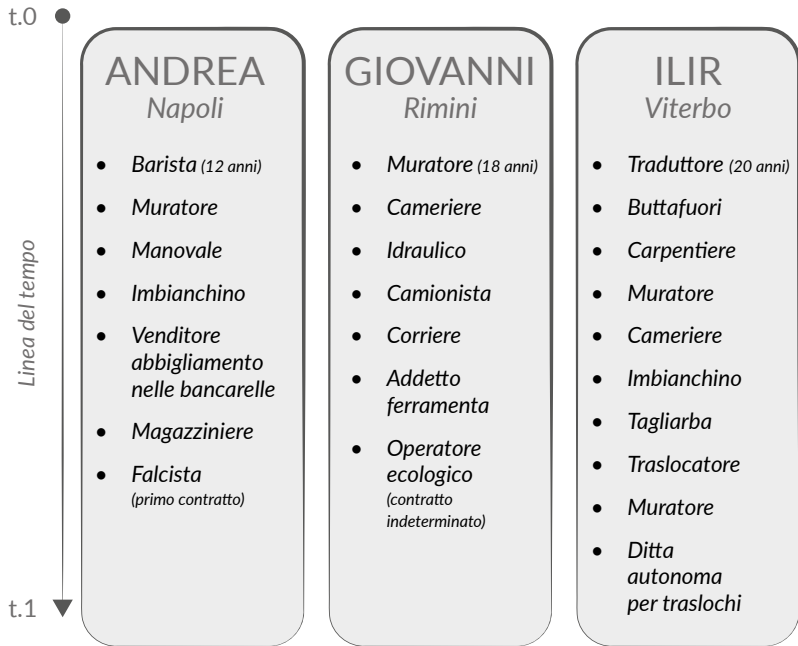 t.0
Linea del tempo
t.1
ANDREA
Napoli
• Barista (12 anni)
• Muratore
• Manovale
• Imbianchino
• Venditore
abbigliamento
nelle bancarelle
• Magazziniere
• Falcista
(primo contratto)
GIOVANNI
Rimini
• Muratore (18 anni)
• Cameriere
• Idraulico
• Camionista
• Corriere
• Addetto
ferramenta
• Operatore
ecologico
(contratto
indeterminato)
ILIR
Viterbo
• Traduttore (20 anni)
• Buttafuori
• Carpentiere
• Muratore
• Cameriere
• Imbianchino
• Tagliarba
• Traslocatore
• Muratore
• Ditta
autonoma
per traslochi